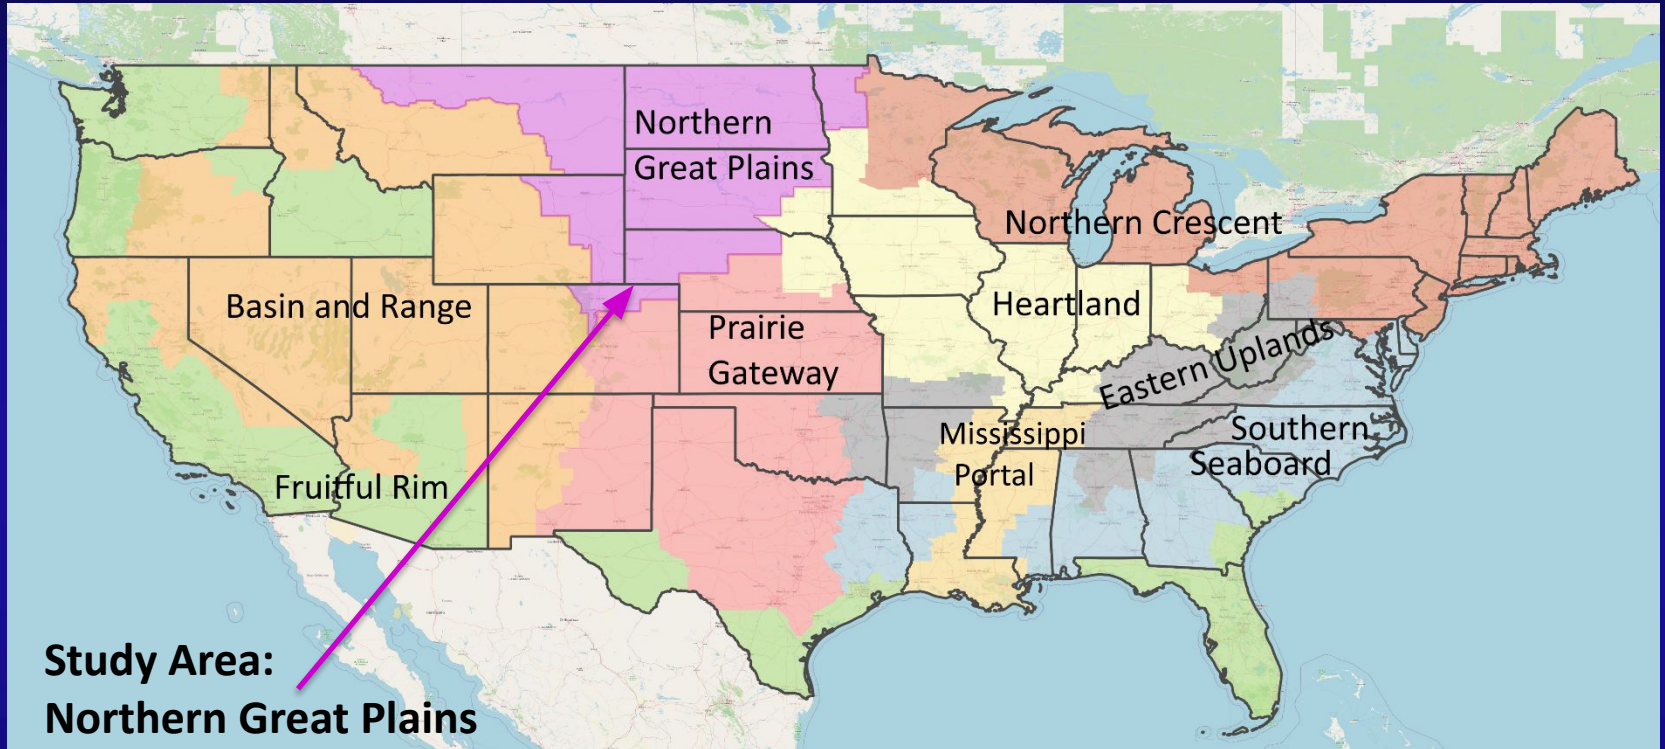 Northern
Great Plains
Northern Crescent
Basin and Range
Heartland
Prairie
Gateway
Eastern Uplands
Mississippi
Portal
Southern
Seaboard
Fruitful Rim
Study Area:
Northern Great Plains